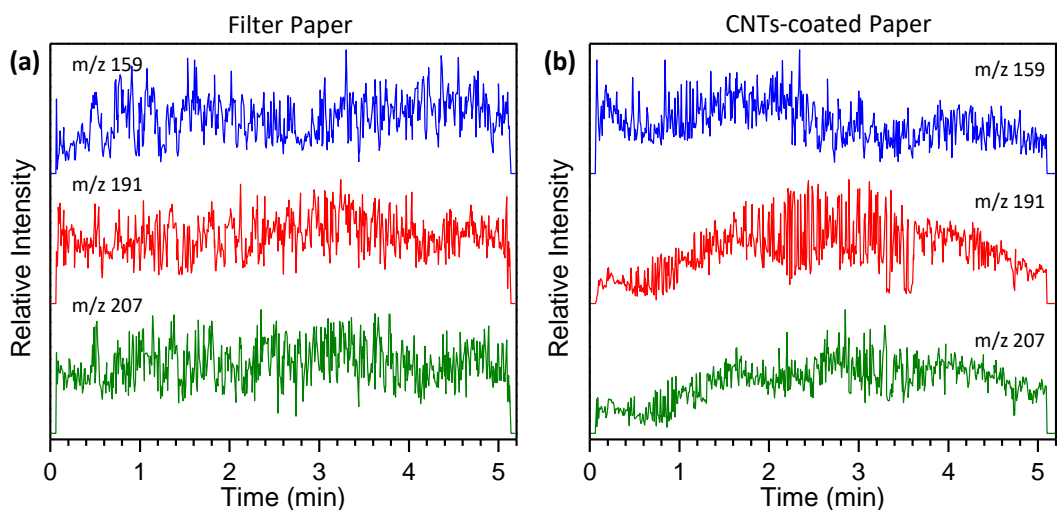 Filter Paper
(a)
m/z 159
m/z 191
m/z 207
Relative Intensity
0 1 2 3 4 5
Time (min)
CNTs-coated Paper
(b)
m/z 159
m/z 191
m/z 207
Relative Intensity
0 1 2 3 4 5
Time (min)